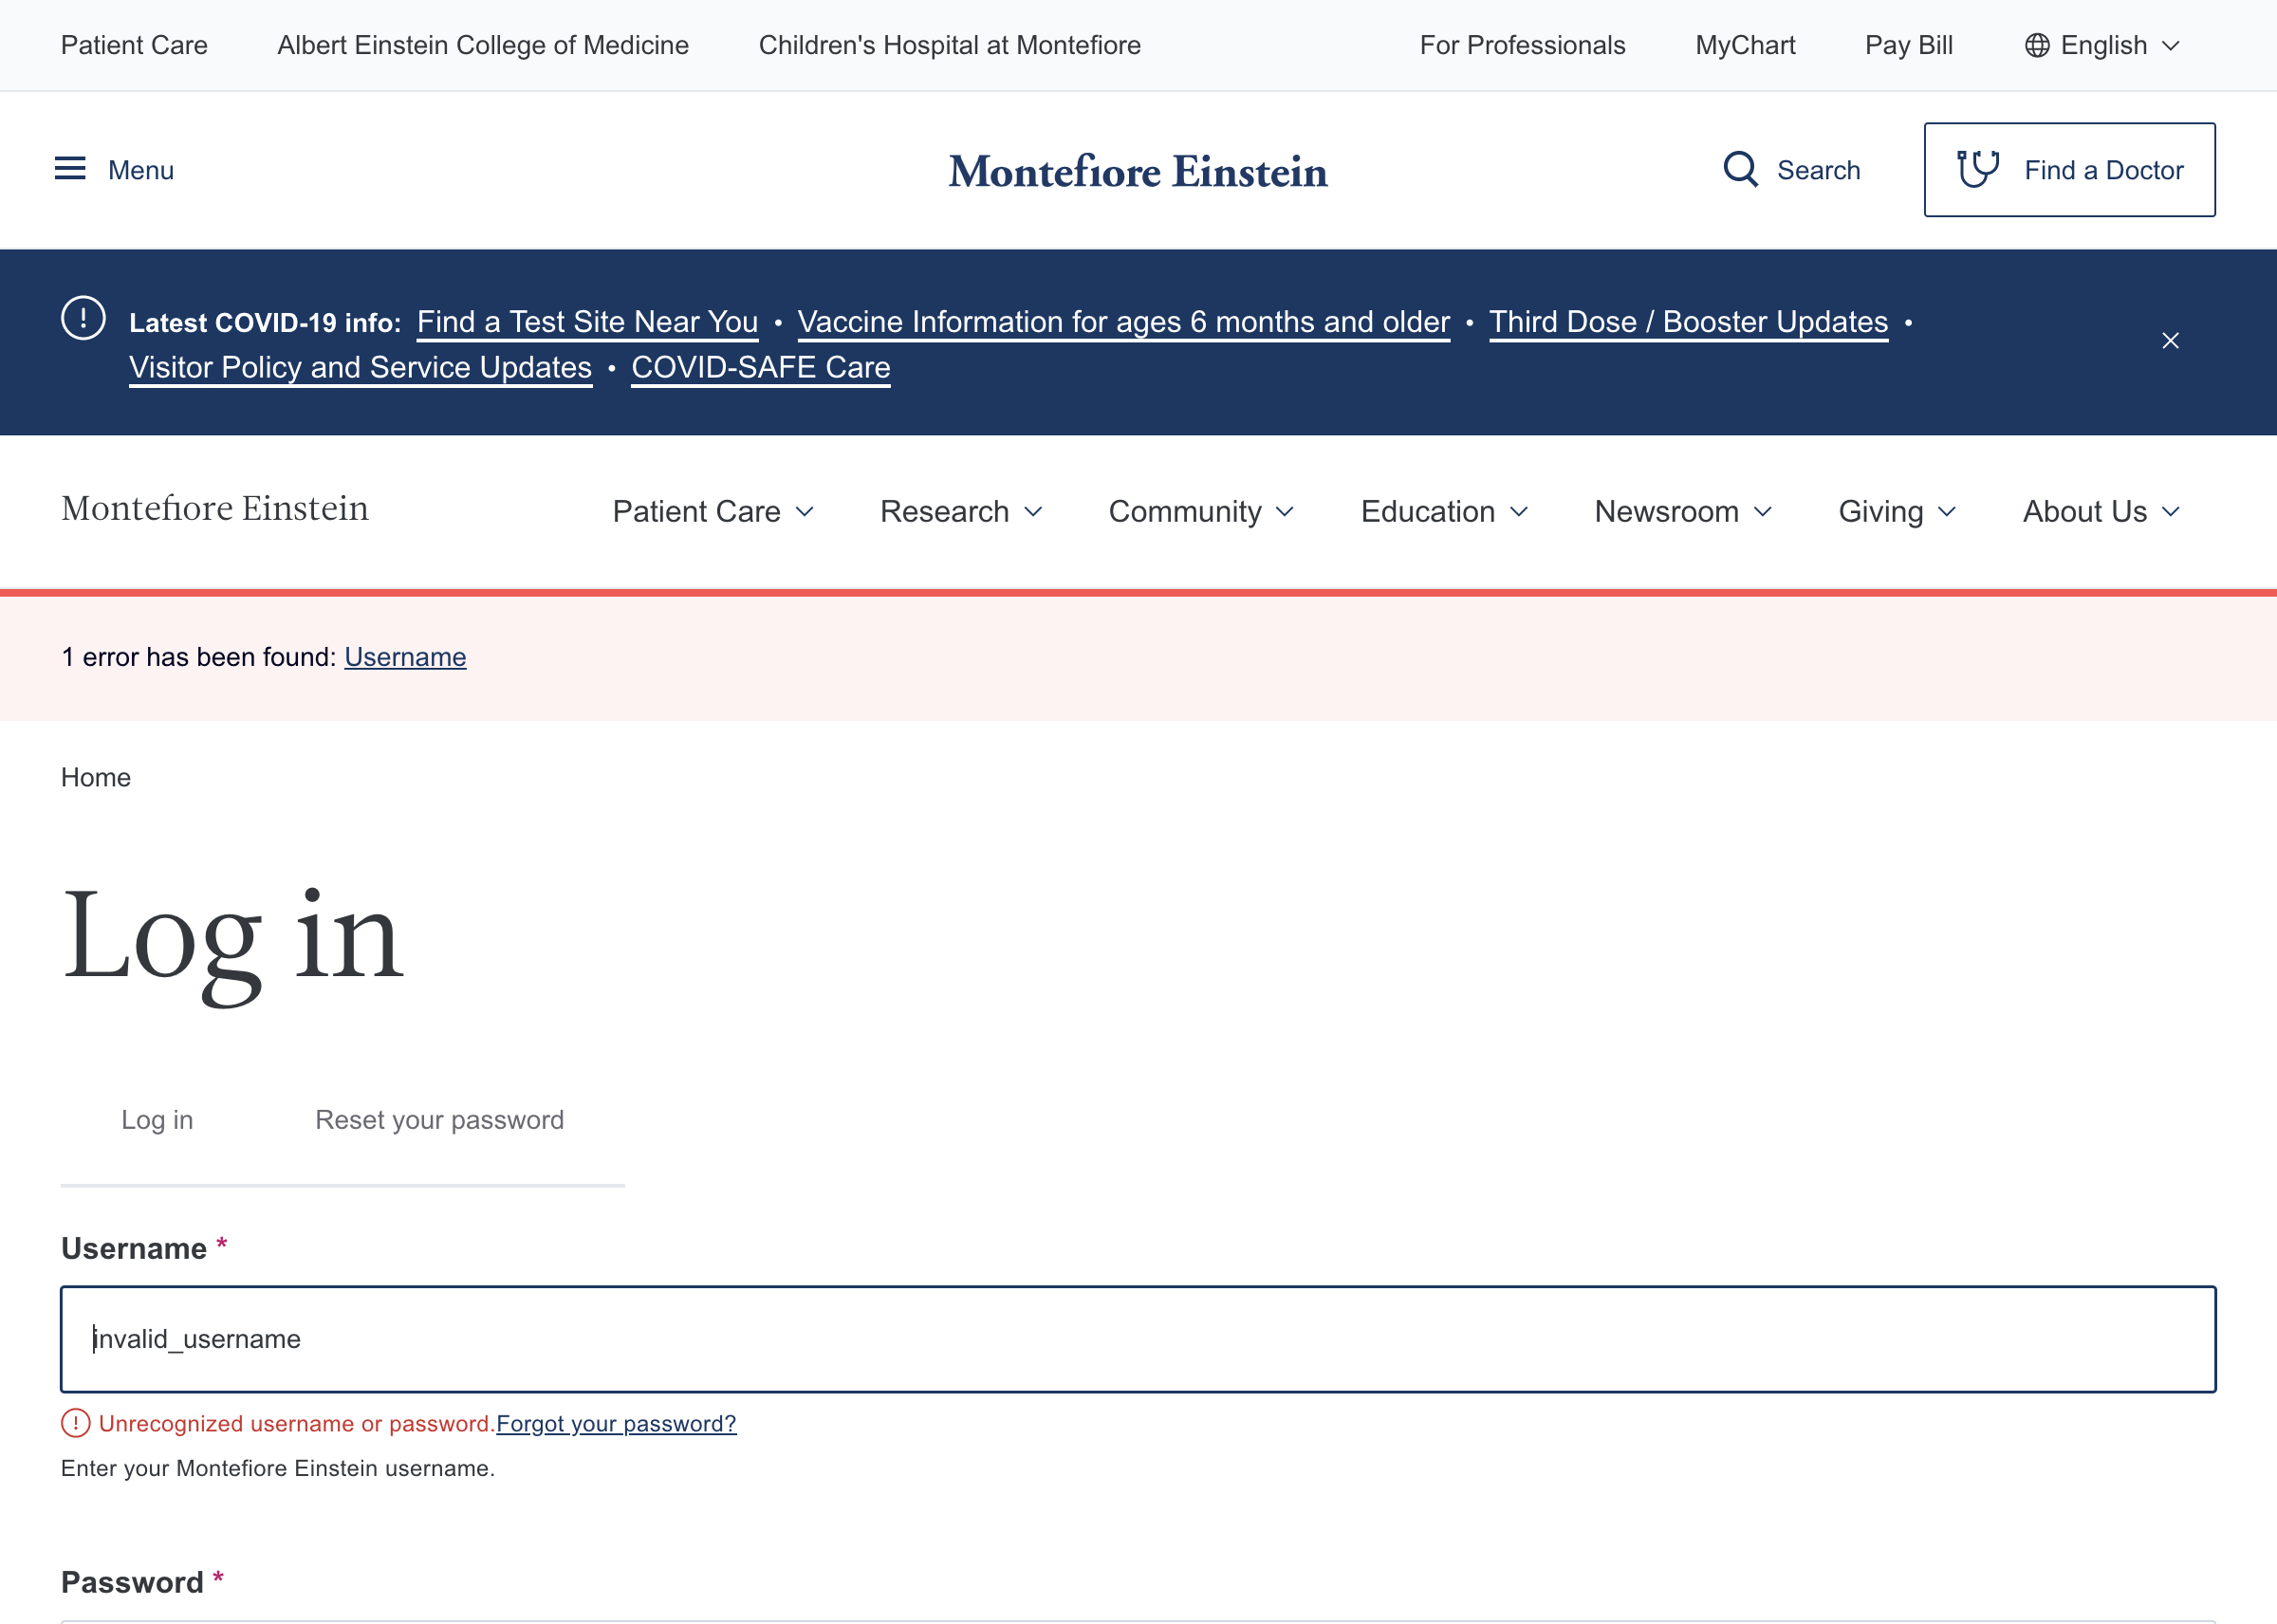 Patient Care Albert Einstein College of Medicine Children's Hospital at Montefiore For Professionals MyChart Pay Bill English
Menu Montefiore Einstein Search Find a Doctor
Latest COVID-19 info: Find a Test Site Near You • Vaccine Information for ages 6 months and older • Third Dose / Booster Updates •
Visitor Policy and Service Updates • COVID-SAFE Care
Montefiore Einstein Patient Care Research Community Education Newsroom Giving About Us
1 error has been found: Username
Home
Log in
Log in Reset your password
Username *
invalid_username
Unrecognized username or password.Forgot your password?
Enter your Montefiore Einstein username.
Password *